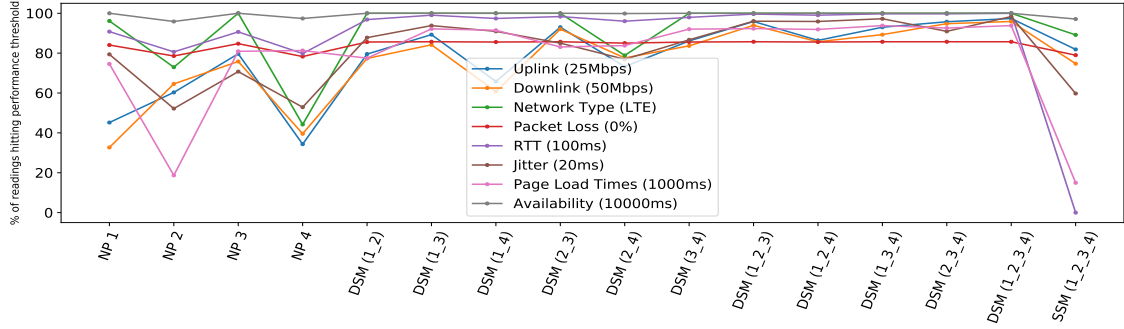 % of readings hitting performance threshold
100
80
60
40
20
0
Uplink (25Mbps)
Downlink (50Mbps)
Network Type (LTE)
Packet Loss (0%)
RTT (100ms)
Jitter (20ms)
Page Load Times (1000ms)
Availability (10000ms)
NP 1
NP 2
NP 3
NP 4
DSM (1_2)
DSM (1_3)
DSM (1_4)
DSM (2_3)
DSM (2_4)
DSM (3_4)
DSM (1_2_3)
DSM (1_2_4)
DSM (1_3_4)
DSM (2_3_4)
DSM (1_2_3_4)
SSM (1_2_3_4)